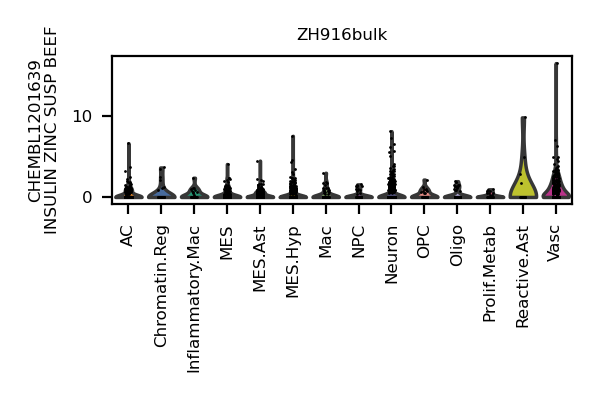 ZH916bulk
CHEMBL1201639
INSULIN ZINC SUSP BEEF
10
0
AC
Chromatin.Reg
Inflammatory.Mac
MES
MES.Ast
MES.Hyp
Mac
NPC
Neuron
OPC
Oligo
Prolif.Metab
Reactive.Ast
Vasc